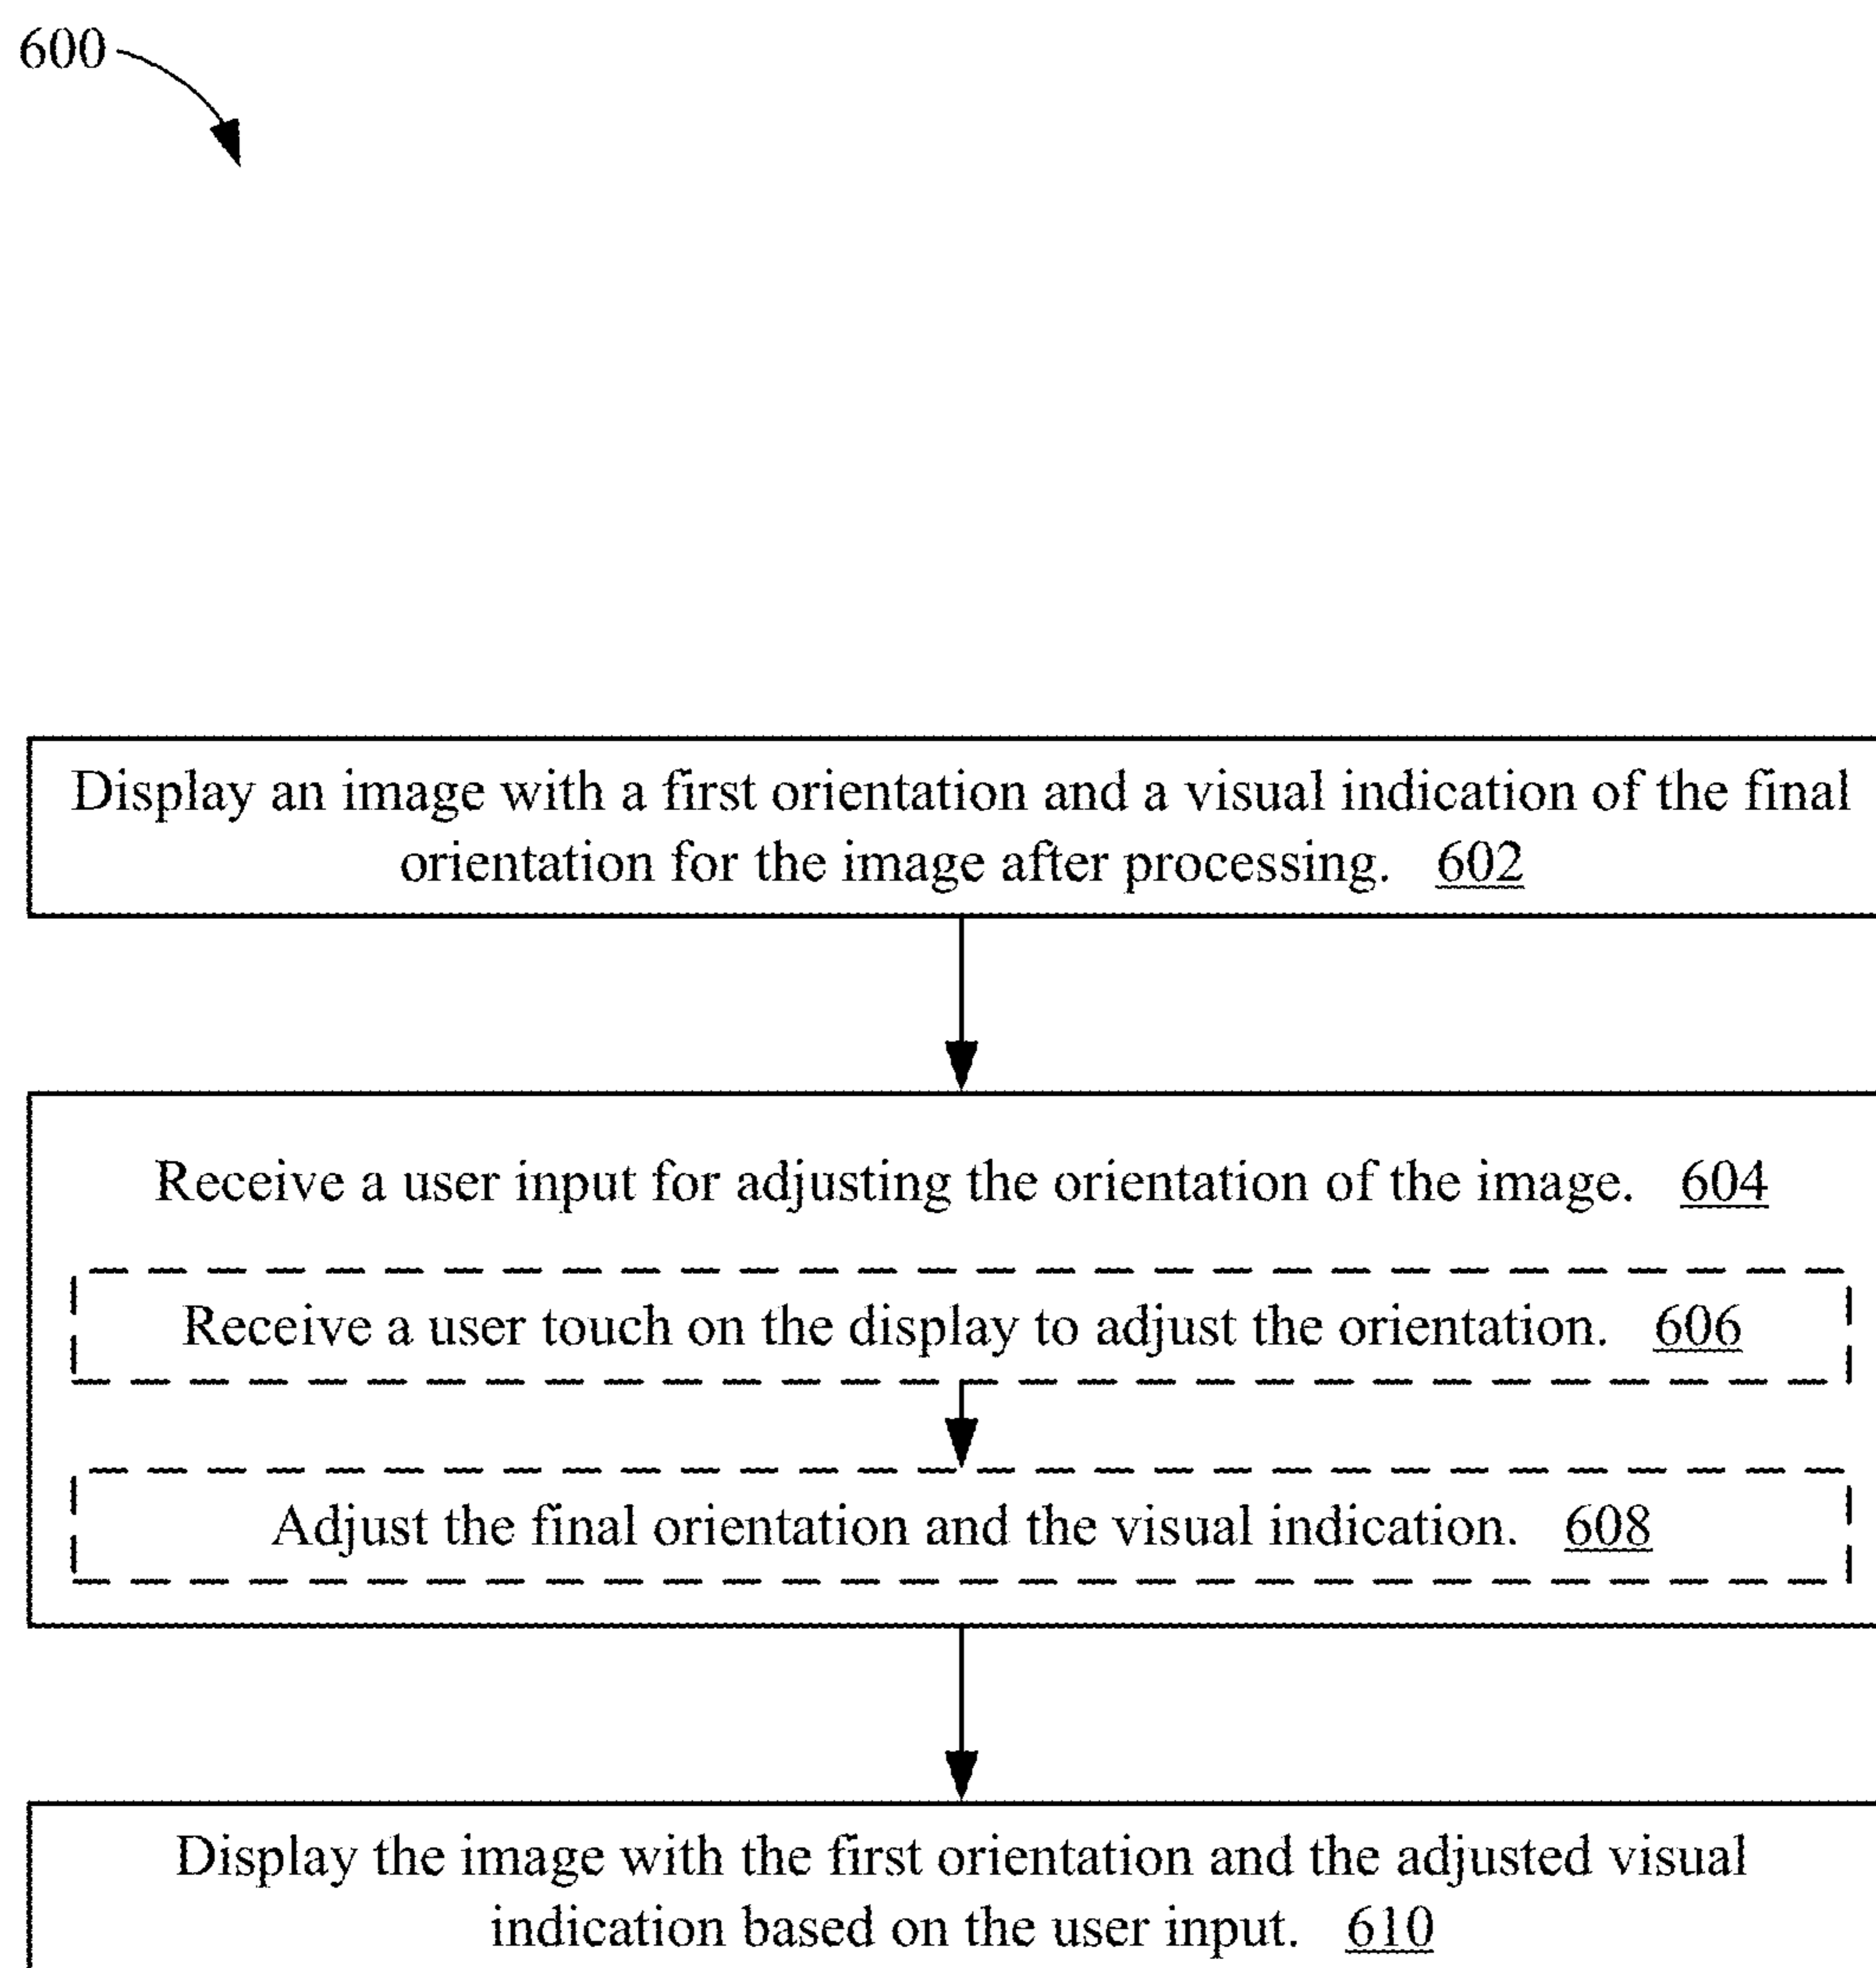 600
Display an image with a first orientation and a visual indication of the final
orientation for the image after processing. 602
Receive a user input for adjusting the orientation of the image. 604
Receive a user touch on the display to adjust the orientation. 606
Adjust the final orientation and the visual indication. 608
Display the image with the first orientation and the adjusted visual
indication based on the user input. 610